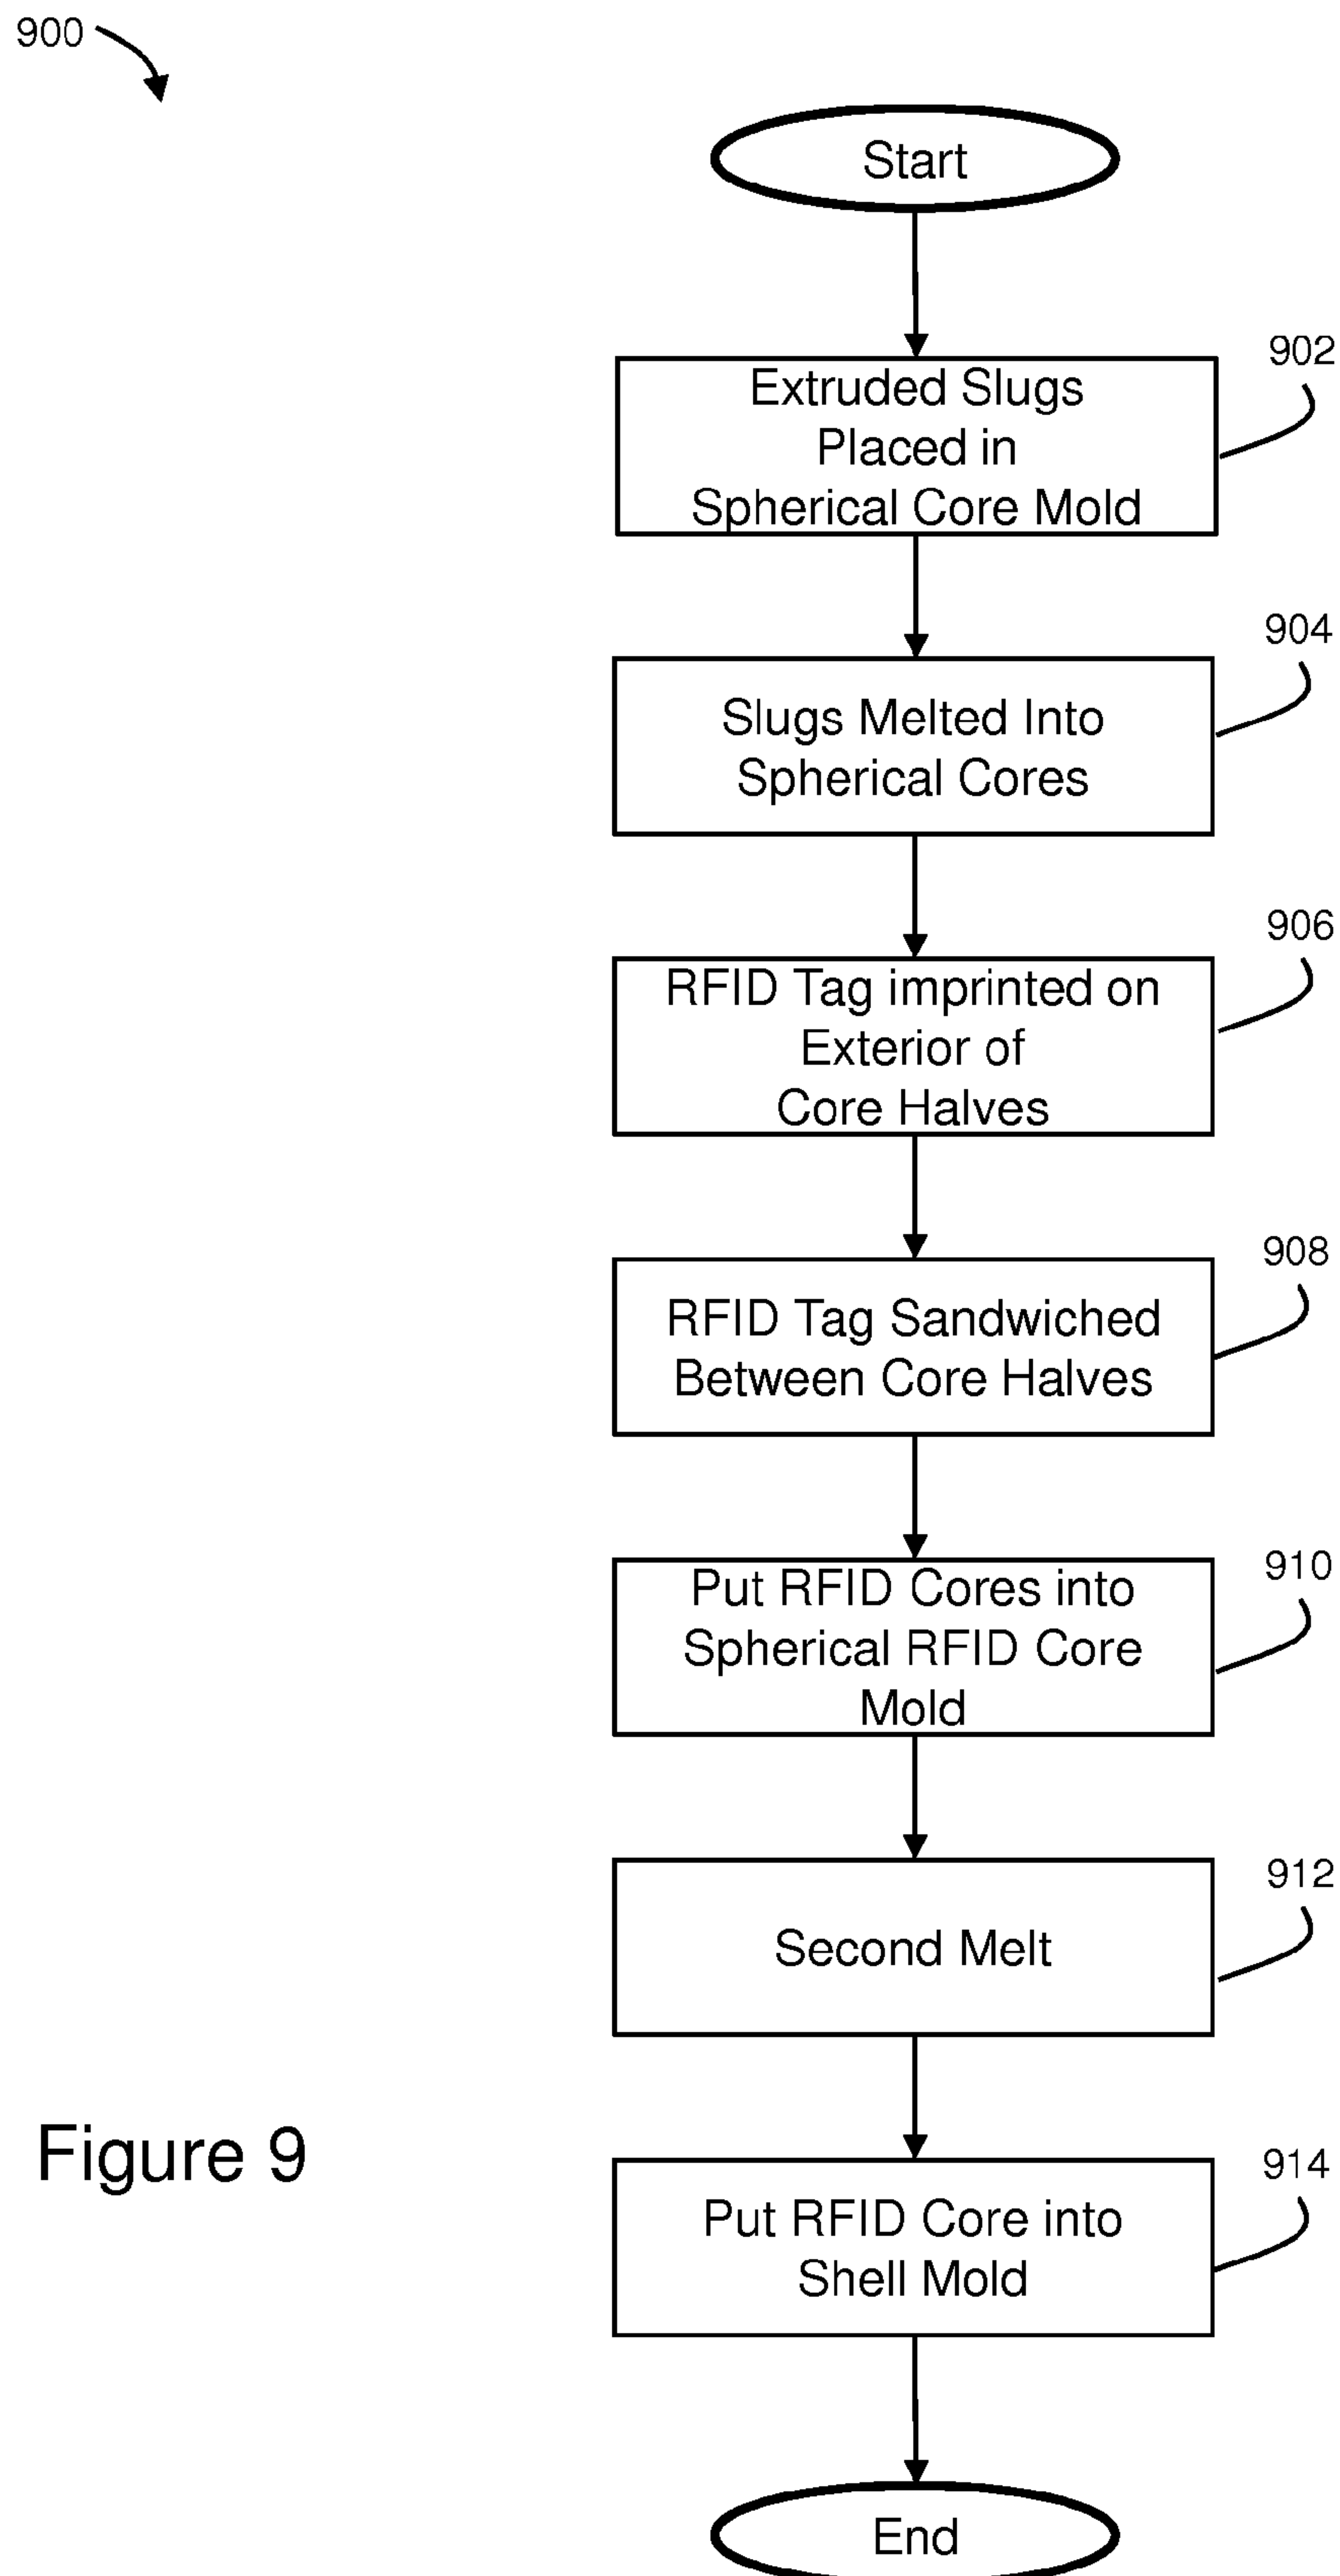 900
Start
902
Extruded Slugs
Placed in
Spherical Core Mold
904
Slugs Melted Into
Spherical Cores
906
RFID Tag imprinted on
Exterior of
Core Halves
908
RFID Tag Sandwiched
Between Core Halves
910
Put RFID Cores into
Spherical RFID Core
Mold
912
Second Melt
Figure 9
914
Put RFID Core into
Shell Mold
End